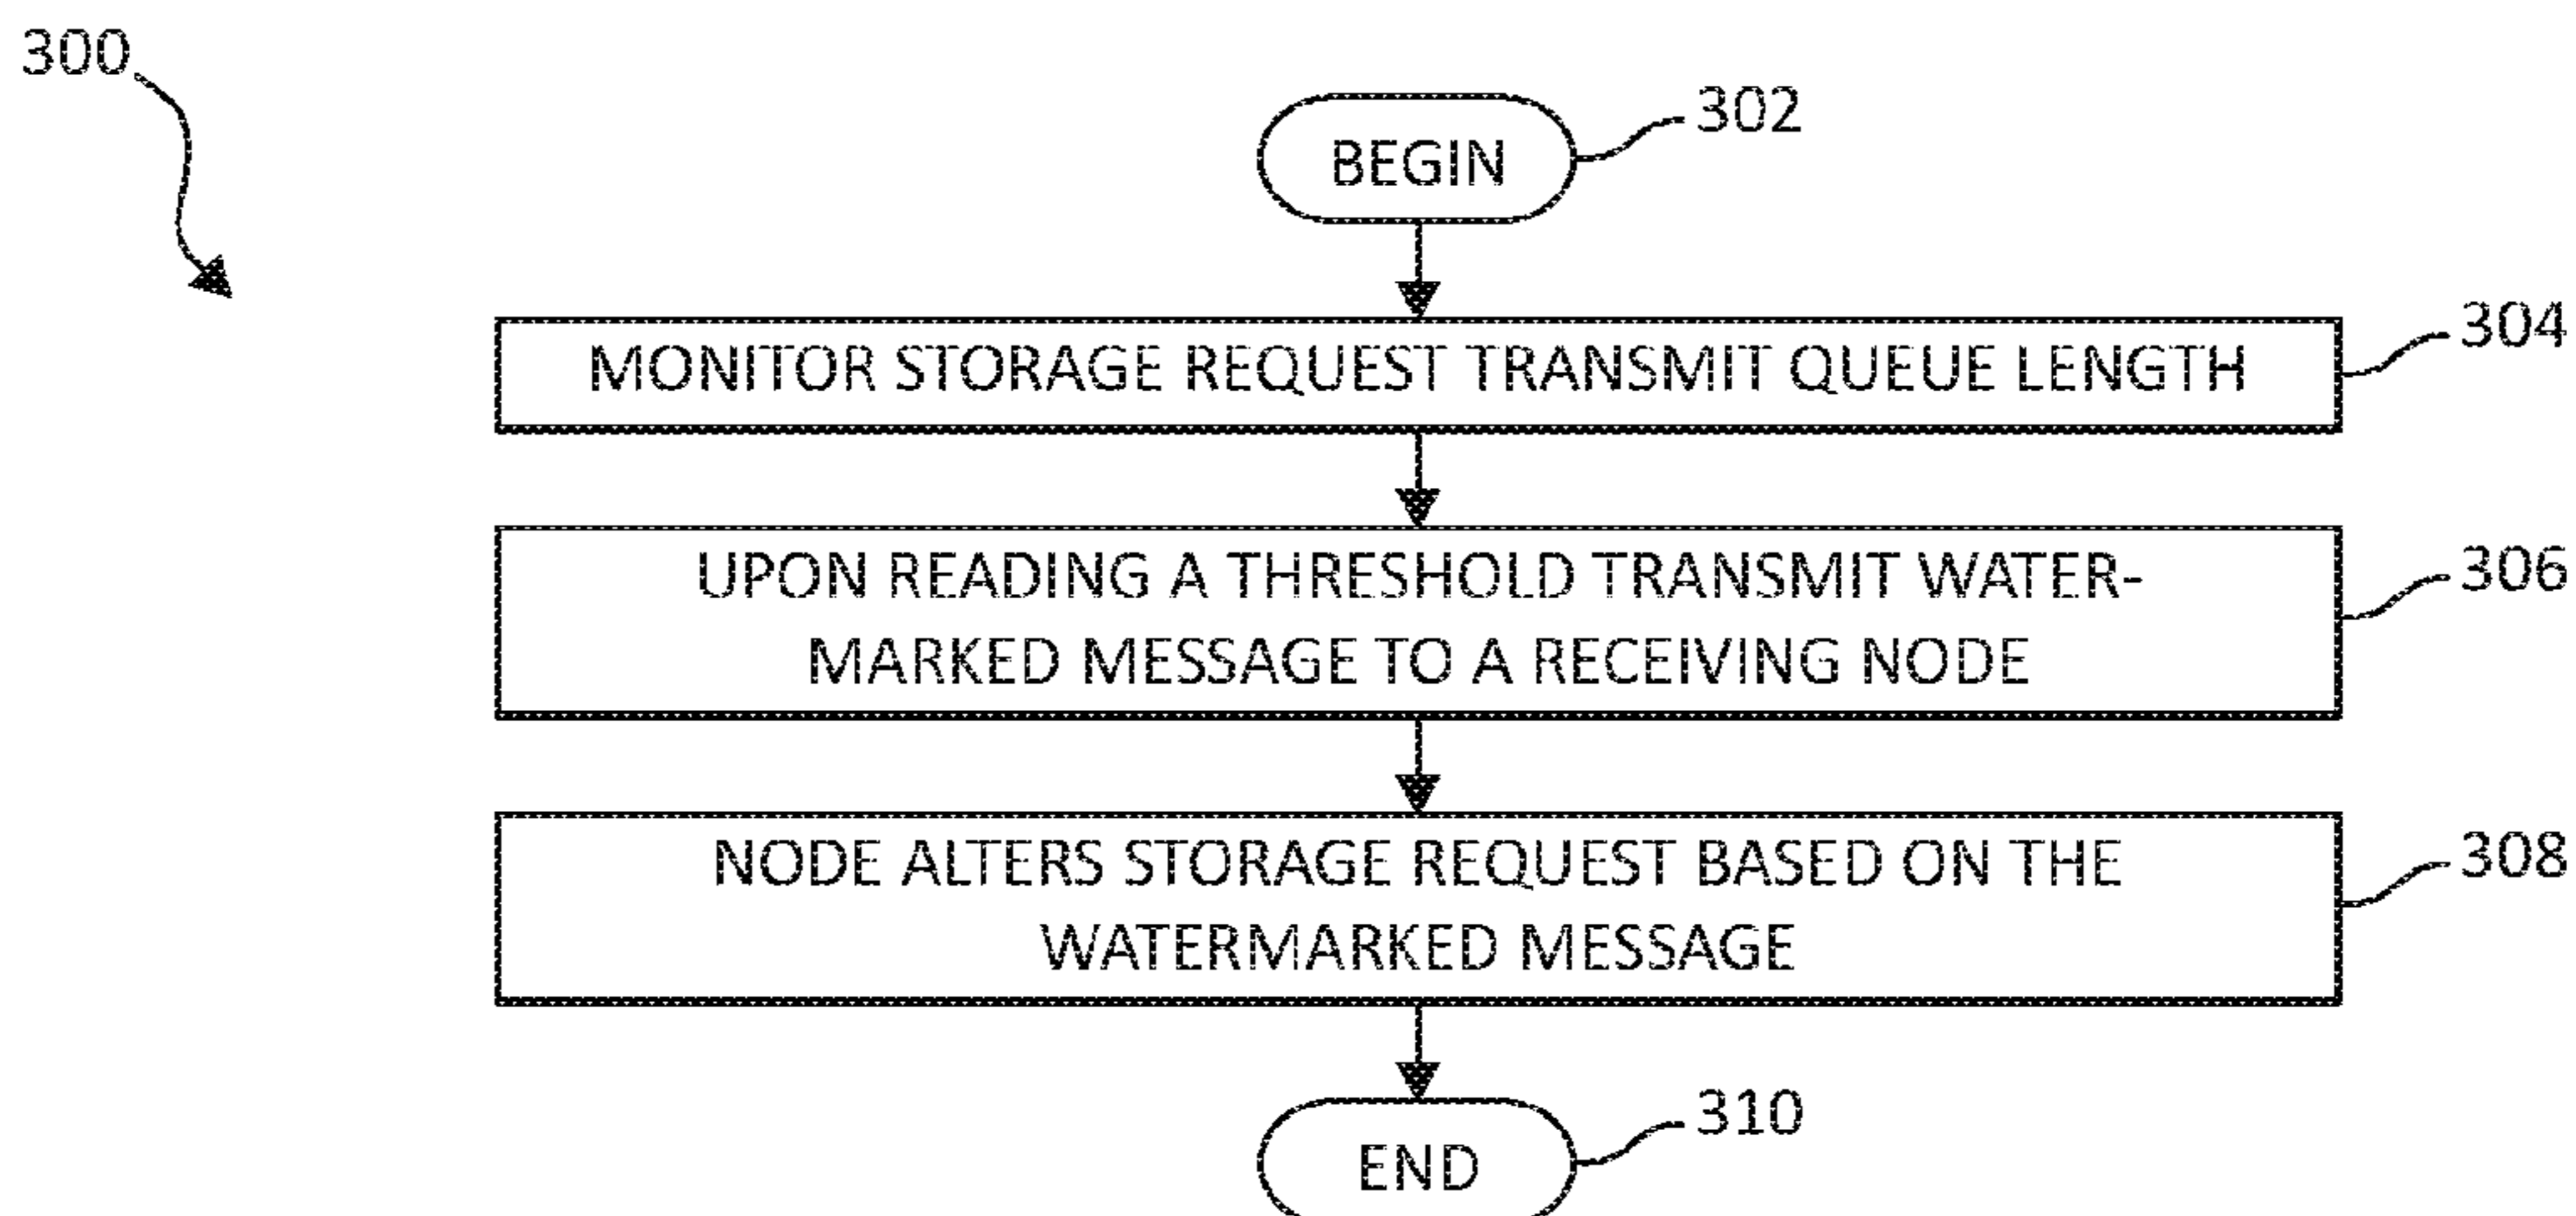 300
BEGIN
302
MONITOR STORAGE REQUEST TRANSMIT QUEUE LENGTH
304
UPON READING A THRESHOLD TRANSMIT WATER-
MARKED MESSAGE TO A RECEIVING NODE
306
NODE ALTERS STORAGE REQUEST BASED ON THE
WATERMARKED MESSAGE
308
END
310